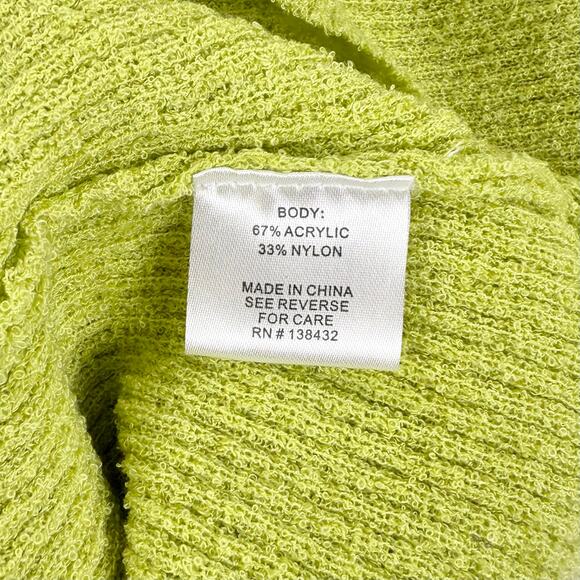 BODY:
67% ACRYLIC
33% NYLON
MADE IN CHINA
SEE REVERSE
FOR CARE
RN # 138432